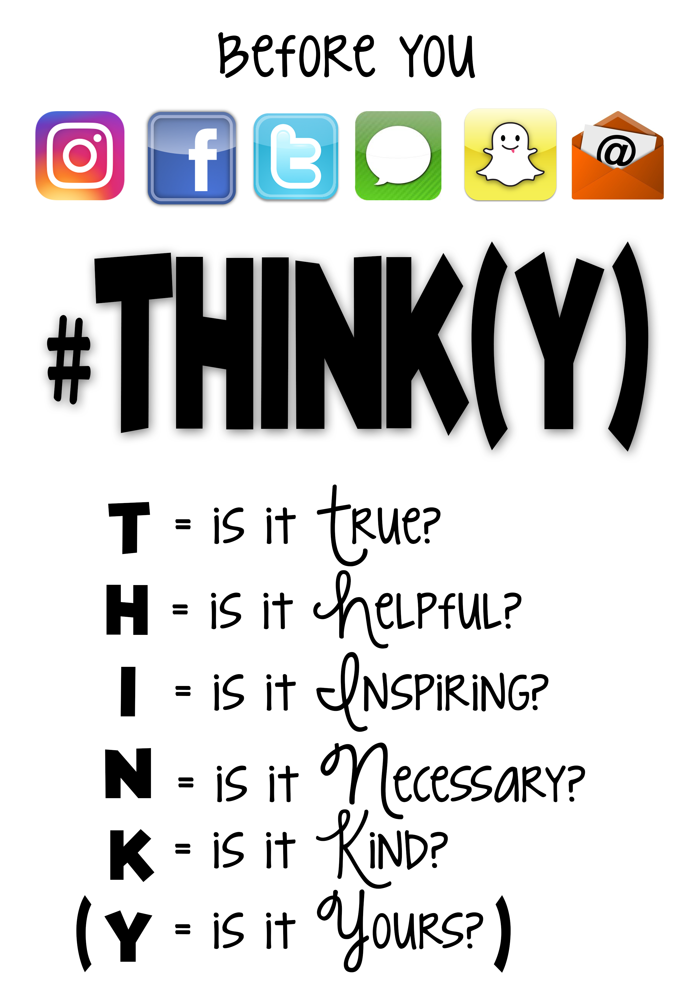 Before you
f t @
#THINK(Y)
T = is it true?
H = is it helpful?
I = is it Inspiring?
N = is it Necessary?
K = is it Kind?
(Y = is it Yours?)